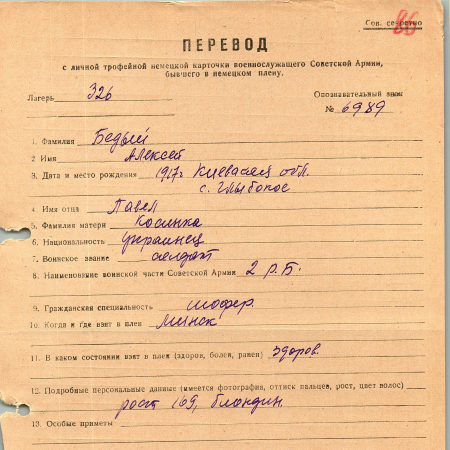 Сов. секретно
86
ПЕРЕВОД
с личной трофейной немецкой карточки военнослужащего Советской Армии,
бывшего в немецком плену.
Лагерь 326
Опознавательный знак
№ 6989
1. Фамилия Бедый
2 Имя Алексей
3. Дата и место рождения 1917г Киевская обл.
с. Глыбокое
4. Имя отца Павел
5. Фамилия матери Косинка
6. Национальность украинец
7. Воинское звание солдат
8. Наименование воинской части Советской Армии 2 р.Б.
9. Гражданская специальность шофер.
10. Когда и где взят в плен Минск
11. В каком состоянии взят в плен (здоров, болен, ранен) здоров.
12. Подробные персональные данные (имеется фотография, оттиск пальцев, рост, цвет волос)
рост 169, блондин.
13. Особые приметы